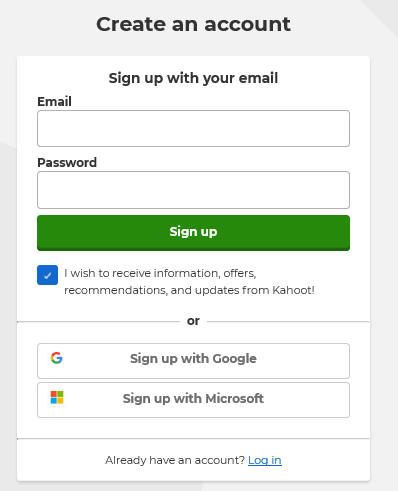 Create an account
Sign up with your email
Email
Password
Sign up
I wish to receive information, offers,
recommendations, and updates from Kahoot!
or
Sign up with Google
Sign up with Microsoft
Already have an account? Log in